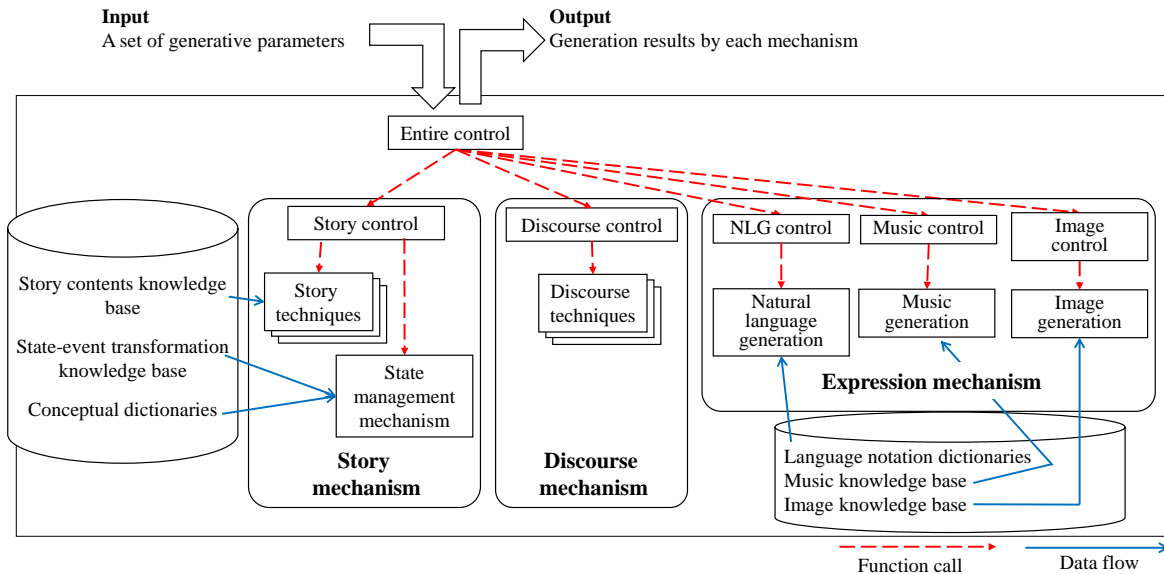 Input
A set of generative parameters
Output
Generation results by each mechanism
Entire control
Story control
Discourse control
NLG control
Music control
Image
control
Story contents knowledge
base
State-event transformation
knowledge base
Conceptual dictionaries
Story
techniques
Discourse
techniques
Natural
language
generation
Music
generation
Image
generation
State
management
mechanism
Expression mechanism
Story
mechanism
Discourse
mechanism
Language notation dictionaries
Music knowledge base
Image knowledge base
Function call
Data flow